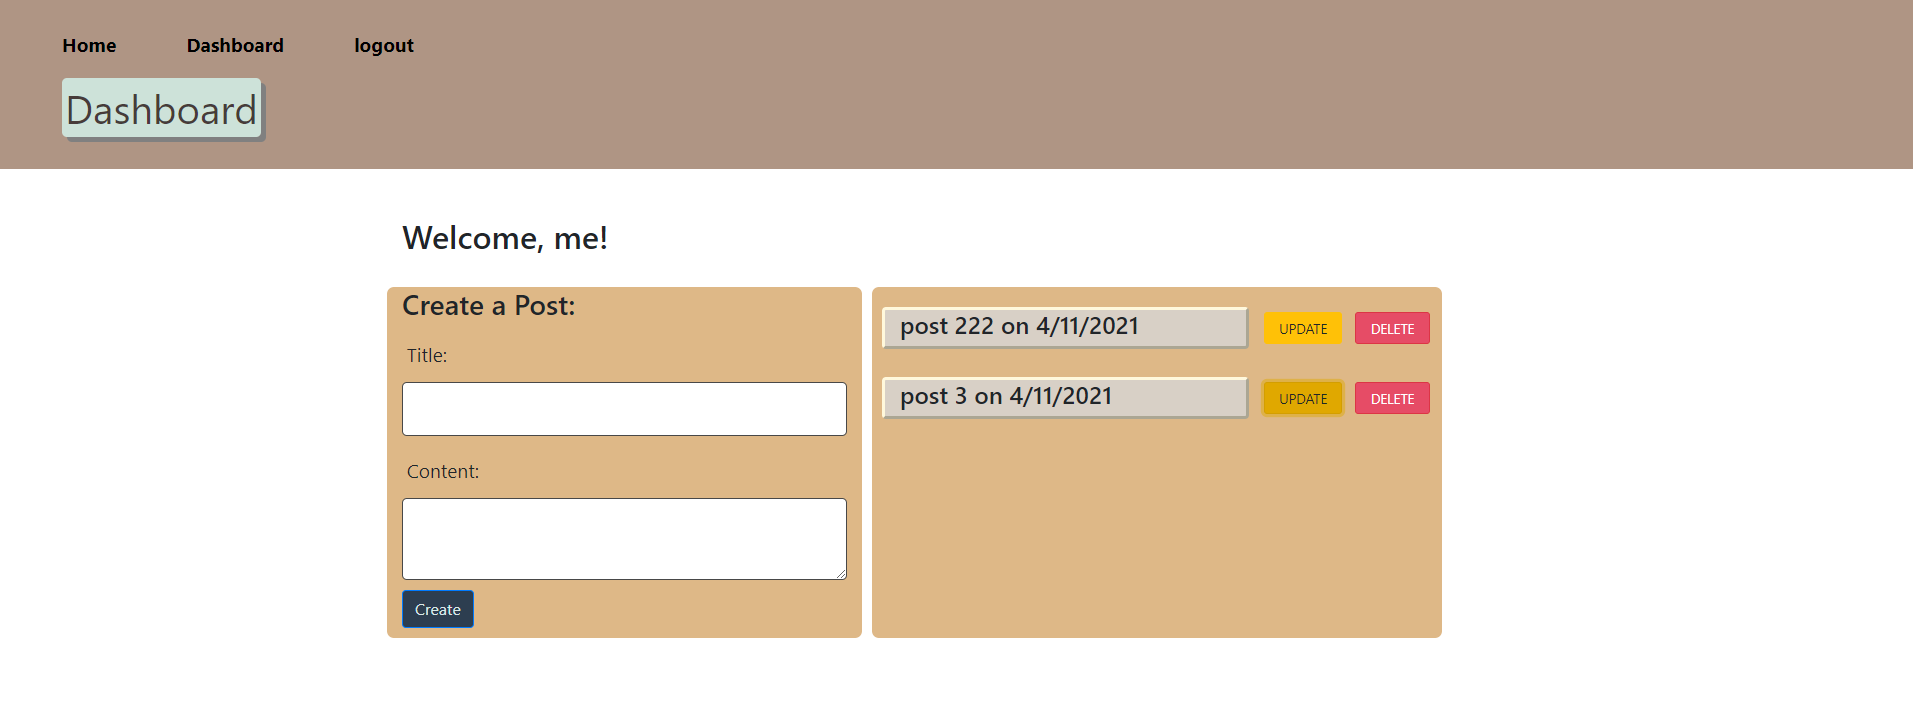 Home Dashboard logout
Dashboard
Welcome, me!
Create a Post:
Title:
Content:
Create
post 222 on 4/11/2021 UPDATE DELETE
post 3 on 4/11/2021 UPDATE DELETE